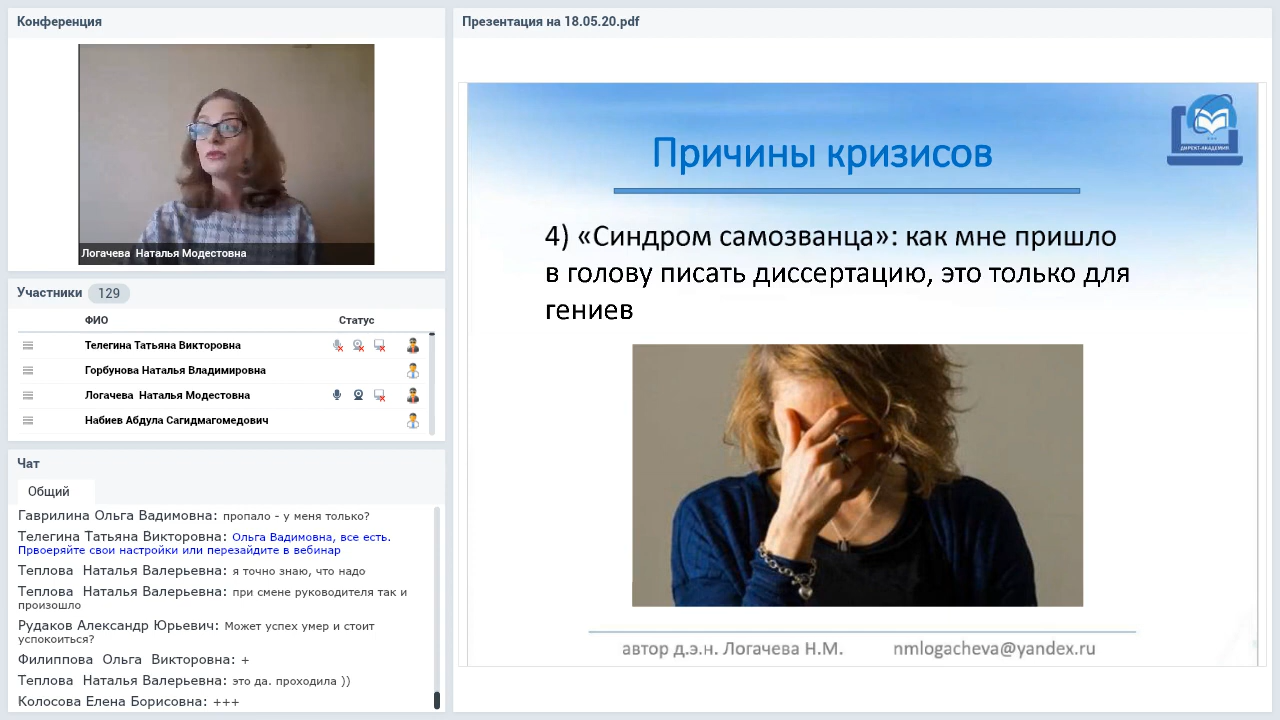 Конференция
Логачева  Наталья Модестовна
Участники 129
ФИО Статус
Телегина Татьяна Викторовна
Горбунова Наталья Владимировна
Логачева  Наталья Модестовна
Набиев Абдула Сагидмагомедович
Чат
Общий
Гаврилина Ольга Вадимовна: пропало - у меня только?
Телегина Татьяна Викторовна: Ольга Вадимовна, все есть.
Првоеряйте свои настройки или перезайдите в вебинар
Теплова  Наталья Валерьевна: я точно знаю, что надо
Теплова  Наталья Валерьевна: при смене руководителя так и
произошло
Рудаков Александр Юрьевич: Может успех умер и стоит
успокоиться?
Филиппова  Ольга  Викторовна: +
Теплова  Наталья Валерьевна: это да. проходила ))
Колосова Елена Борисовна: +++
Презентация на 18.05.20.pdf
ДИРЕКТ-АКАДЕМИЯ
Причины кризисов
4) «Синдром самозванца»: как мне пришло
в голову писать диссертацию, это только для
гениев
автор д.э.н. Логачева Н.М. nmlogacheva@yandex.ru